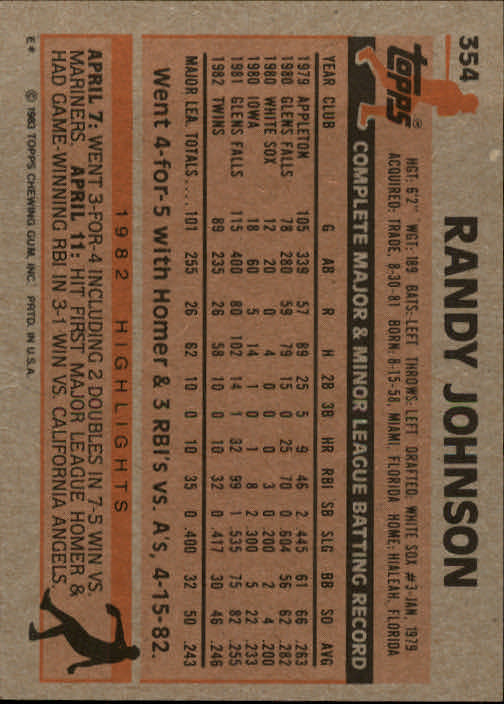 354
RANDY JOHNSON
topps®
HGT: 6'2" WGT: 189 BATS: LEFT THROWS: LEFT DRAFTED: WHITE SOX #3-JAN, 1979
ACQUIRED: TRADE, 8-30-81 BORN: 8-15-58, MIAMI, FLORIDA HOME: HIALEAH, FLORIDA
COMPLETE MAJOR & MINOR LEAGUE BATTING RECORD
YEAR CLUB G AB R H 2B 3B HR RBI SB SLG BB SO AVG
1979 APPLETON 105 339 57 89 25 5 9 46 2 .445 61 66 .263
1980 GLENS FALLS 78 280 59 79 15 0 25 70 0 .604 56 62 .282
1980 WHITE SOX 12 20 0 4 0 0 0 3 0 .200 2 4 .200
1980 IOWA 18 60 5 14 1 0 1 8 2 .300 5 22 .233
1981 GLENS FALLS 115 400 80 102 14 1 32 99 1 .535 75 82 .255
1982 TWINS 89 235 26 58 10 0 10 32 0 .417 30 46 .246
MAJOR LEA. TOTALS.... 101 255 26 62 10 0 10 35 0 .400 32 50 .243
Went 4-for-5 with Homer & 3 RBI's vs. A's, 4-15-82.
1982 HIGHLIGHTS
APRIL 7: WENT 3-FOR-4 INCLUDING 2 DOUBLES IN 7-5 WIN VS.
MARINERS. APRIL 11: HIT FIRST MAJOR LEAGUE HOMER &
HAD GAME-WINNING RBI IN 3-1 WIN VS. CALIFORNIA ANGELS.
E* © 1983 TOPPS CHEWING GUM, INC. PRTD. IN U.S.A.